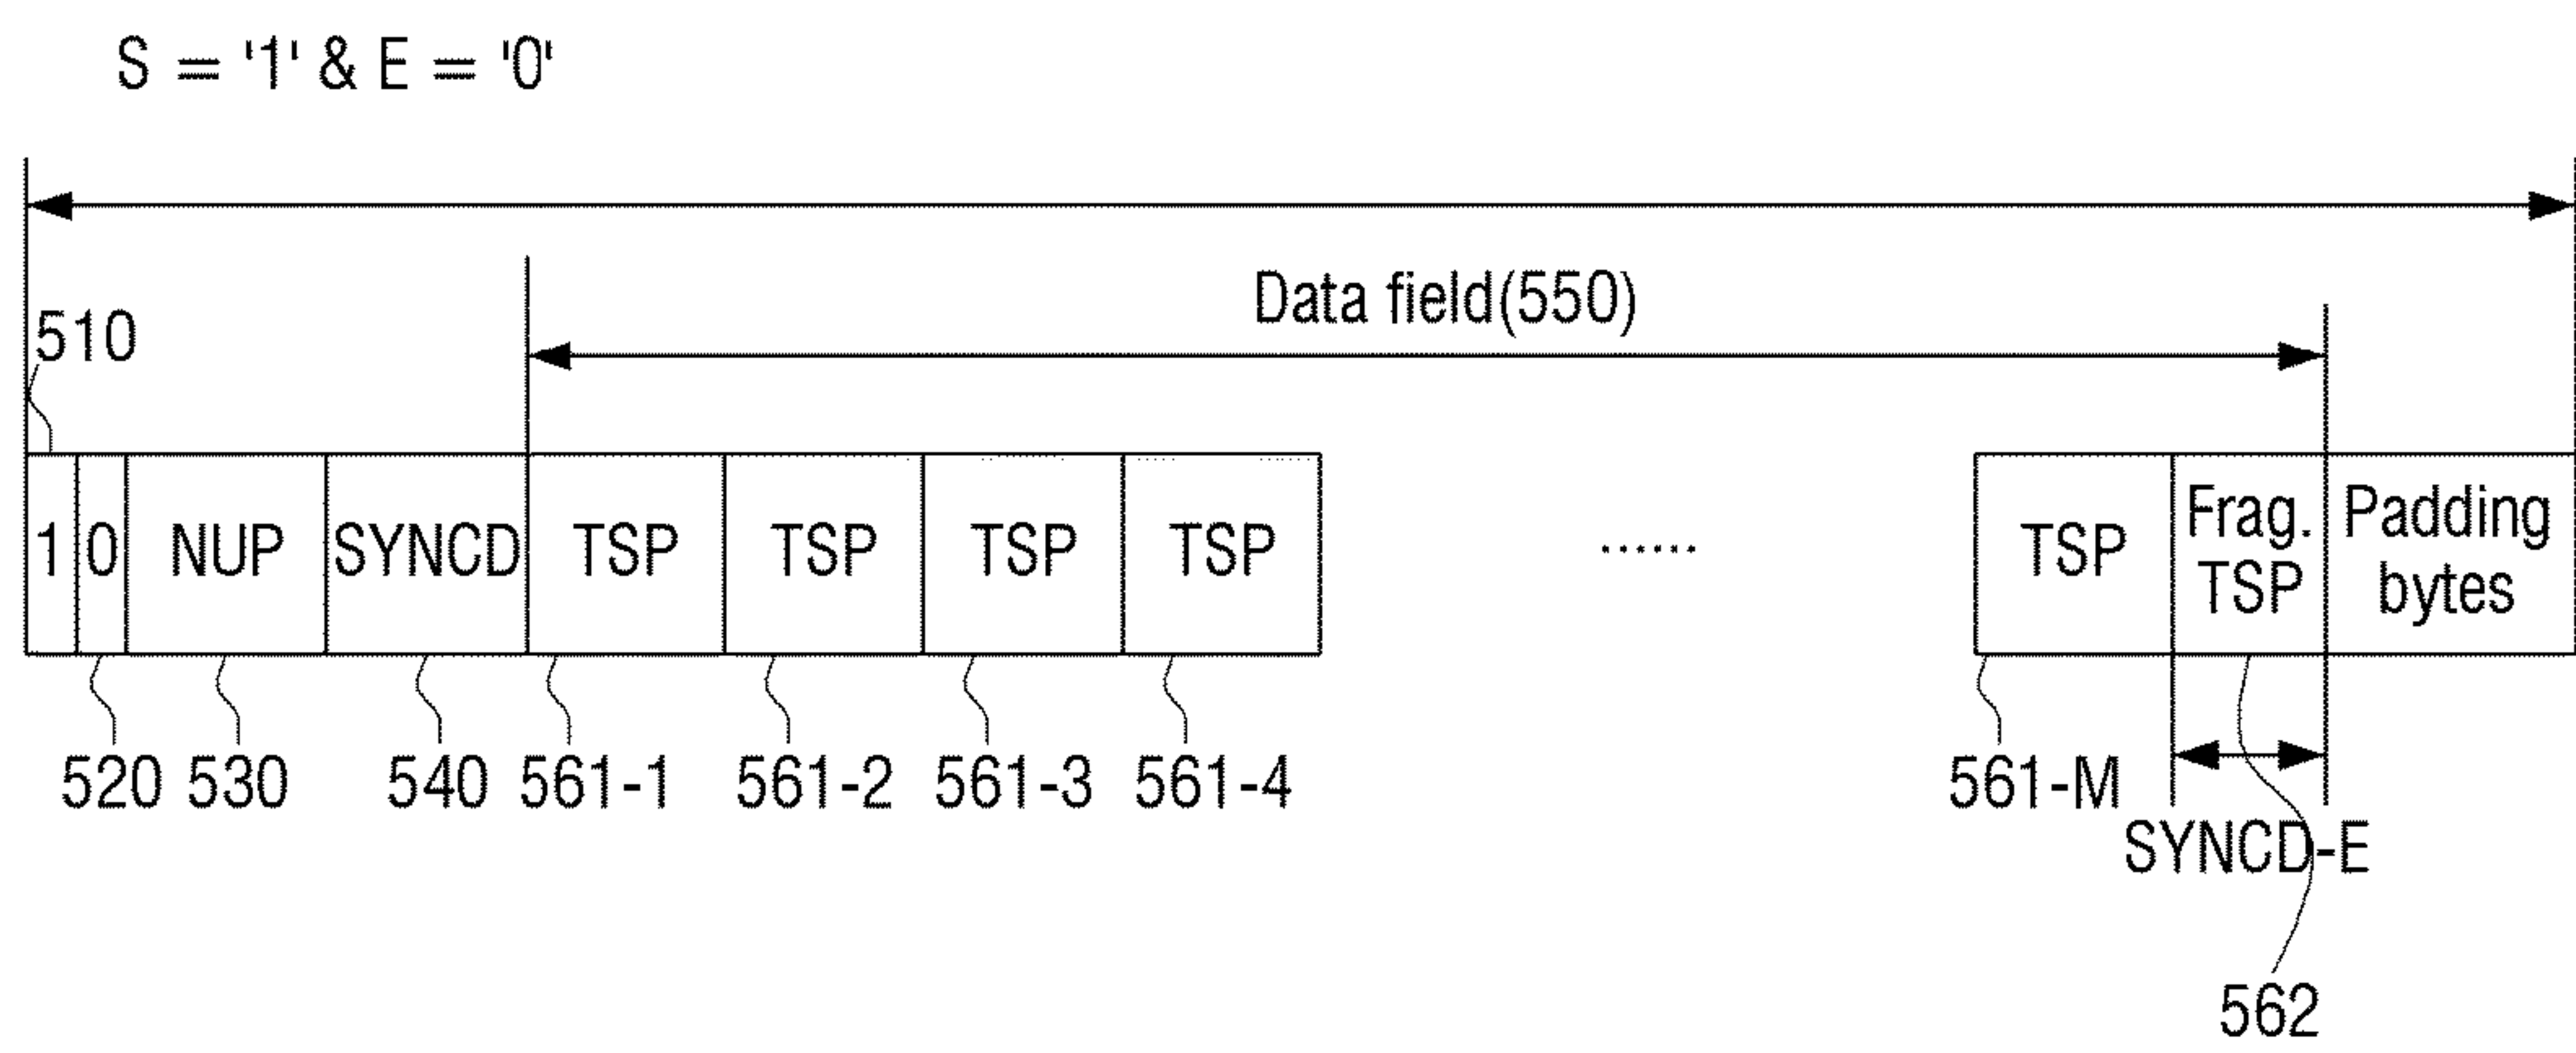 S = '1' & E = '0'
Data field(550)
510
1 0 NUP SYNCD TSP TSP TSP TSP ...... TSP Frag. TSP Padding bytes
520 530 540 561-1 561-2 561-3 561-4 561-M
SYNCD-E
562